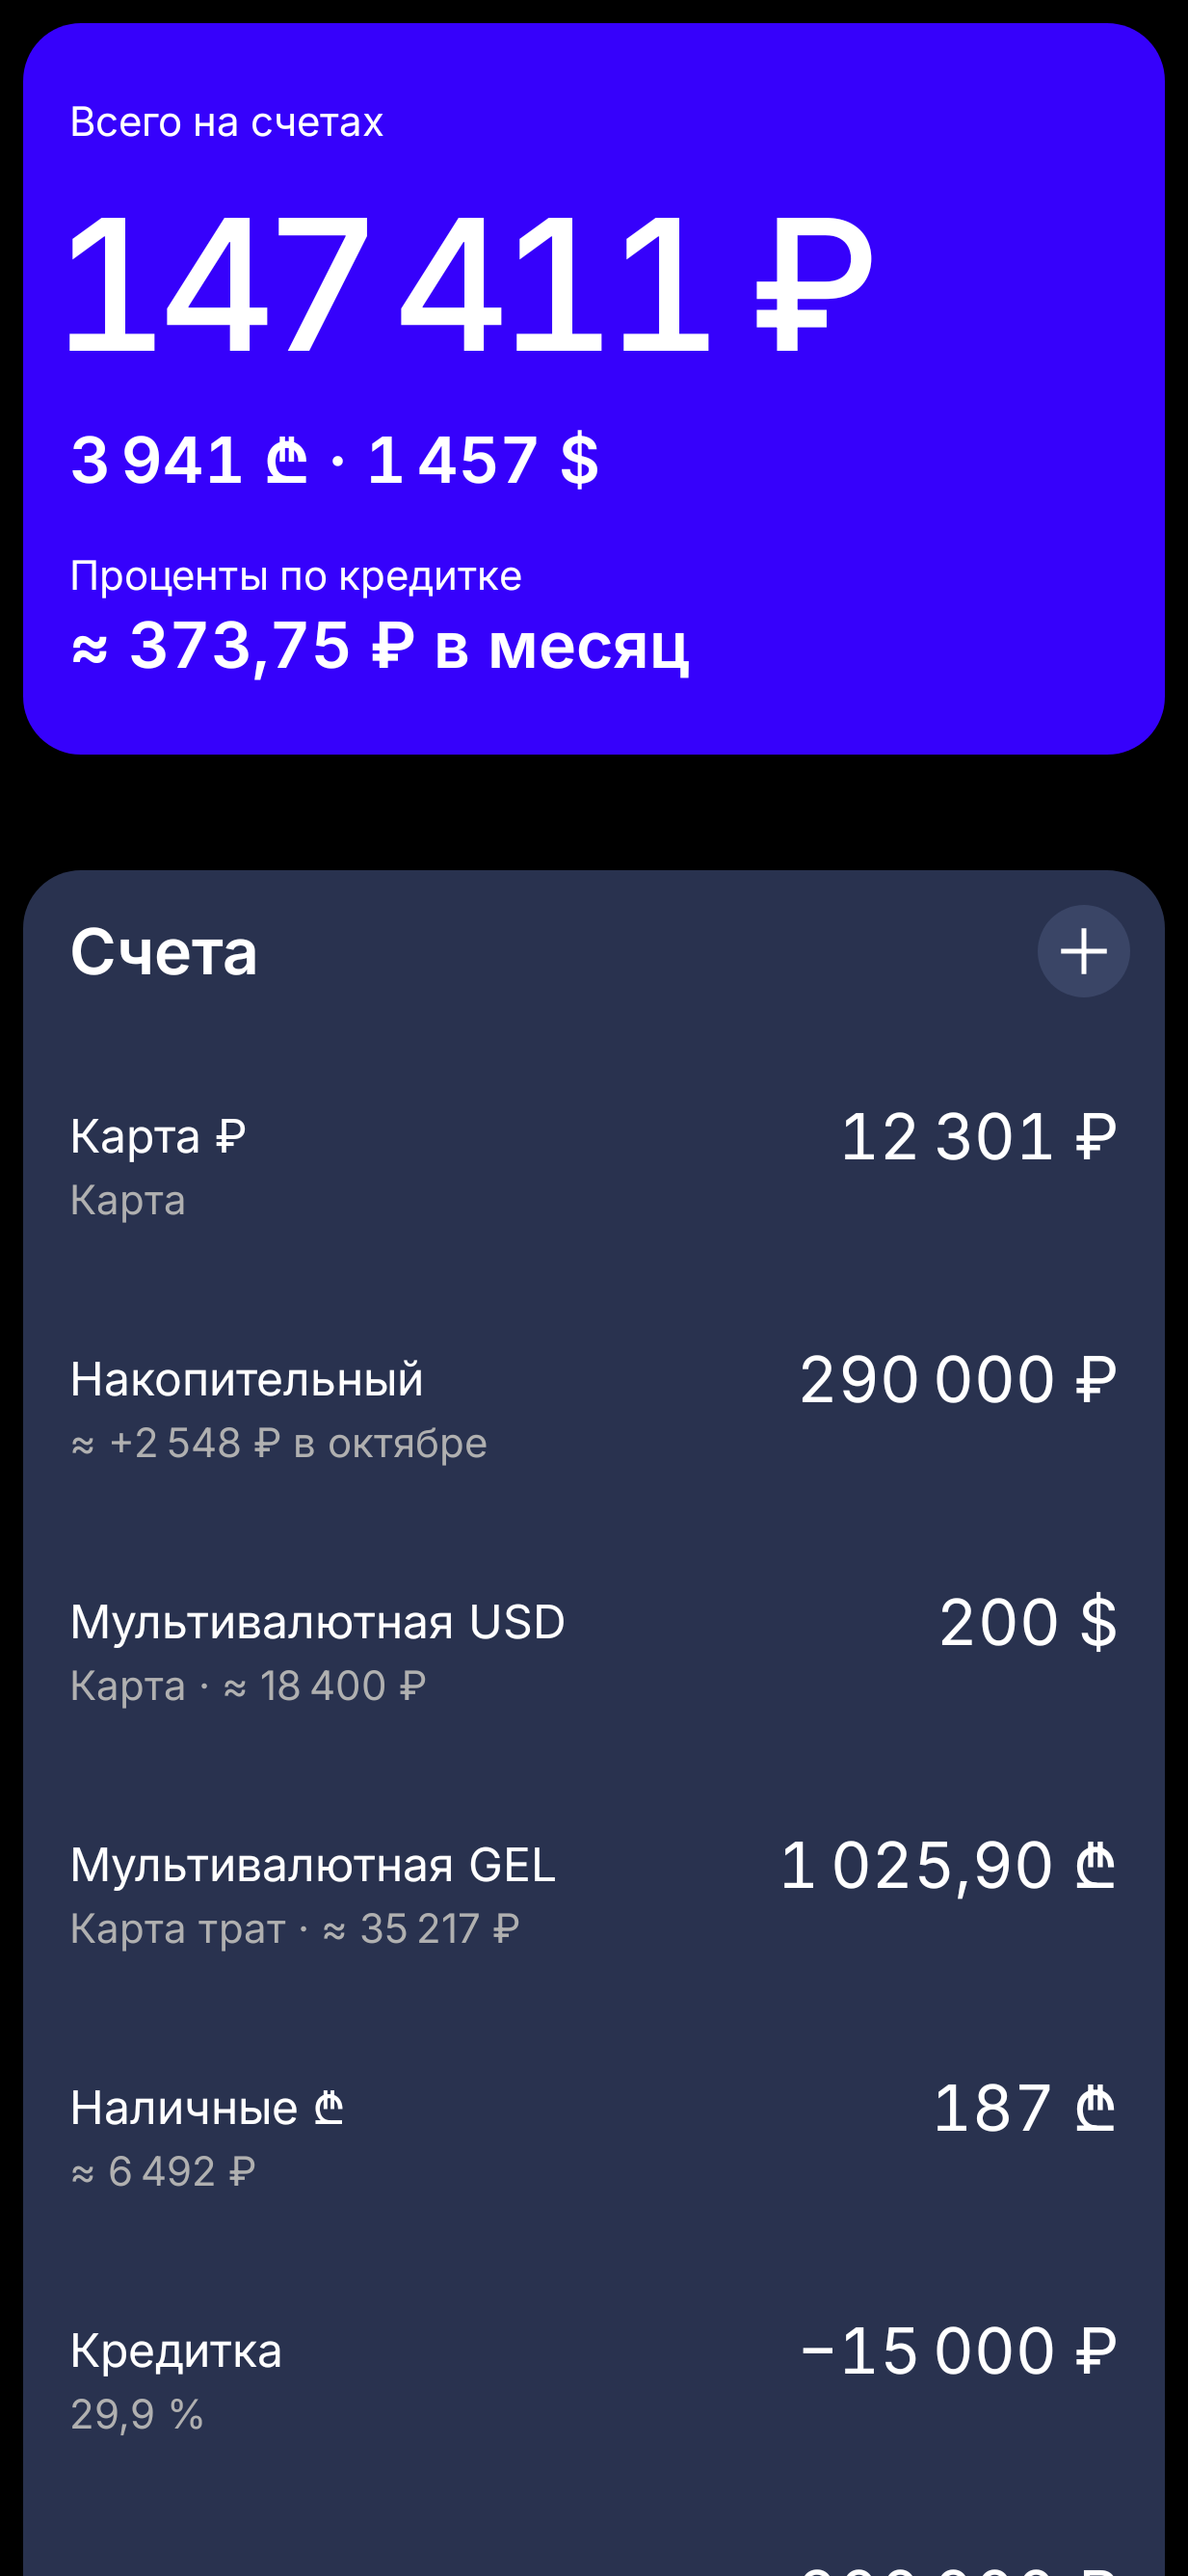 Всего на счетах
147 411 ₽
3 941 ₾ · 1 457 $
Проценты по кредитке
≈ 373,75 ₽ в месяц
Счета
Карта ₽ 12 301 ₽
Карта
Накопительный 290 000 ₽
≈ +2 548 ₽ в октябре
Мультивалютная USD 200 $
Карта · ≈ 18 400 ₽
Мультивалютная GEL 1 025,90 ₾
Карта трат · ≈ 35 217 ₽
Наличные ₾ 187 ₾
≈ 6 492 ₽
Кредитка −15 000 ₽
29,9 %